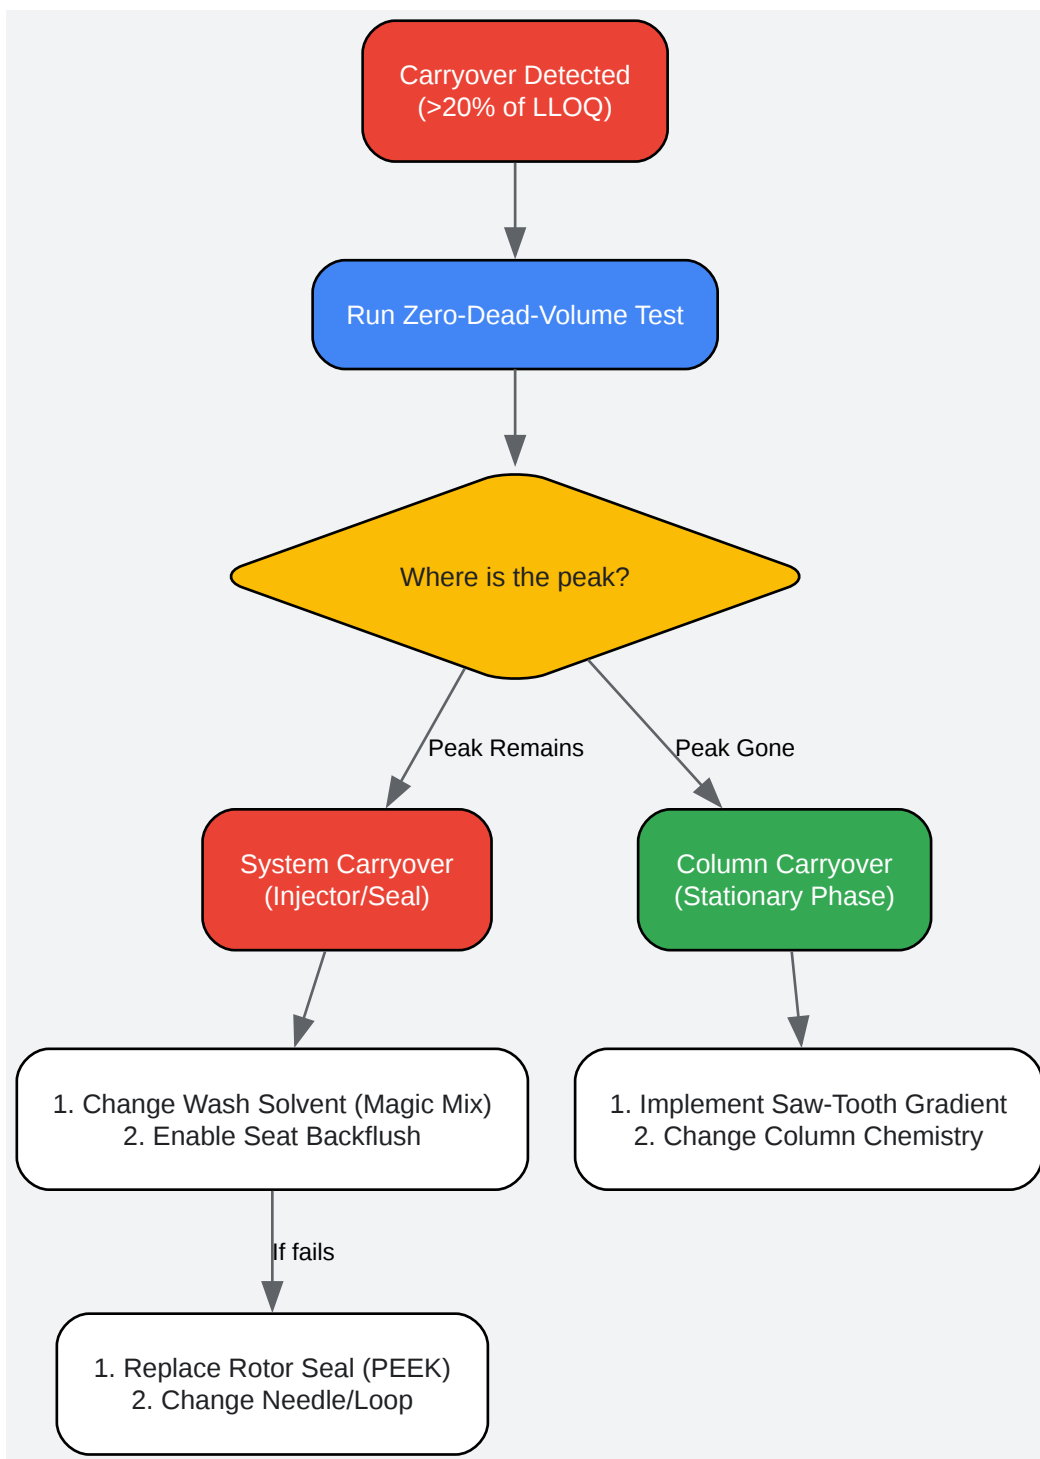 Carryover Detected
(>20% of LLOQ)
Run Zero-Dead-Volume Test
Where is the peak?
Peak Remains
Peak Gone
System Carryover
(Injector/Seal)
Column Carryover
(Stationary Phase)
1. Change Wash Solvent (Magic Mix)
2. Enable Seat Backflush
1. Implement Saw-Tooth Gradient
2. Change Column Chemistry
If fails
1. Replace Rotor Seal (PEEK)
2. Change Needle/Loop